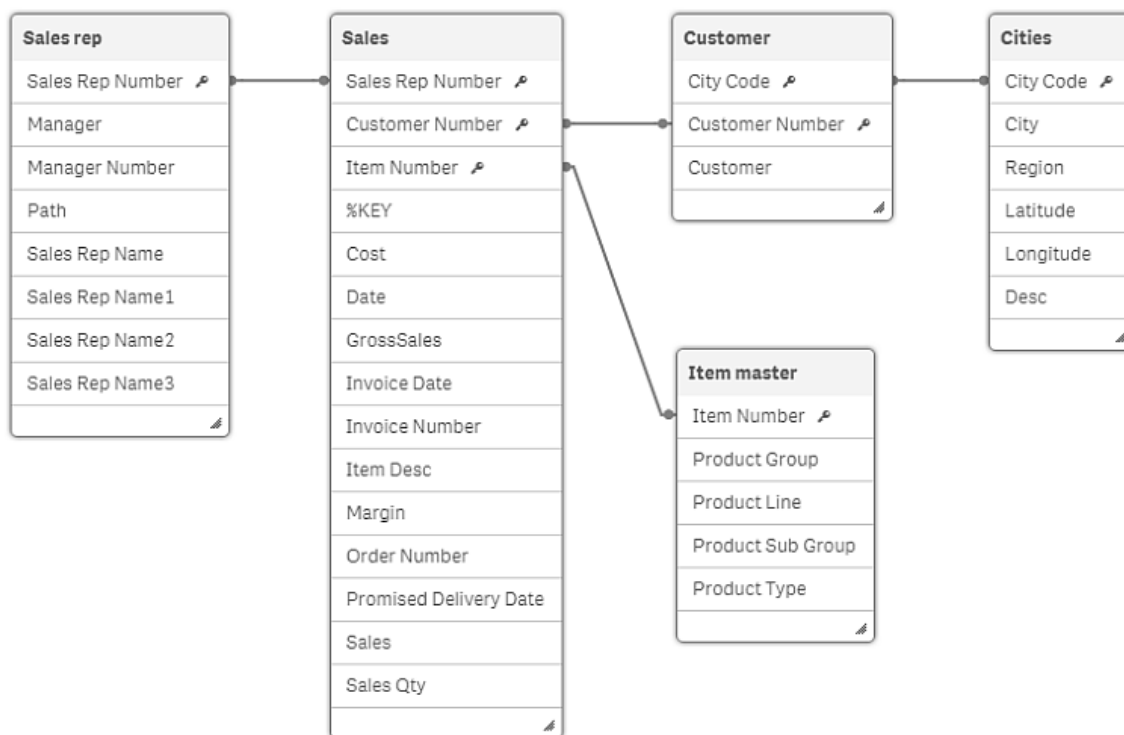 Sales rep
Sales Rep Number
Manager
Manager Number
Path
Sales Rep Name
Sales Rep Name1
Sales Rep Name2
Sales Rep Name3
Sales
Sales Rep Number
Customer Number
Item Number
%KEY
Cost
Date
GrossSales
Invoice Date
Invoice Number
Item Desc
Margin
Order Number
Promised Delivery Date
Sales
Sales Qty
Customer
City Code
Customer Number
Customer
Item master
Item Number
Product Group
Product Line
Product Sub Group
Product Type
Cities
City Code
City
Region
Latitude
Longitude
Desc